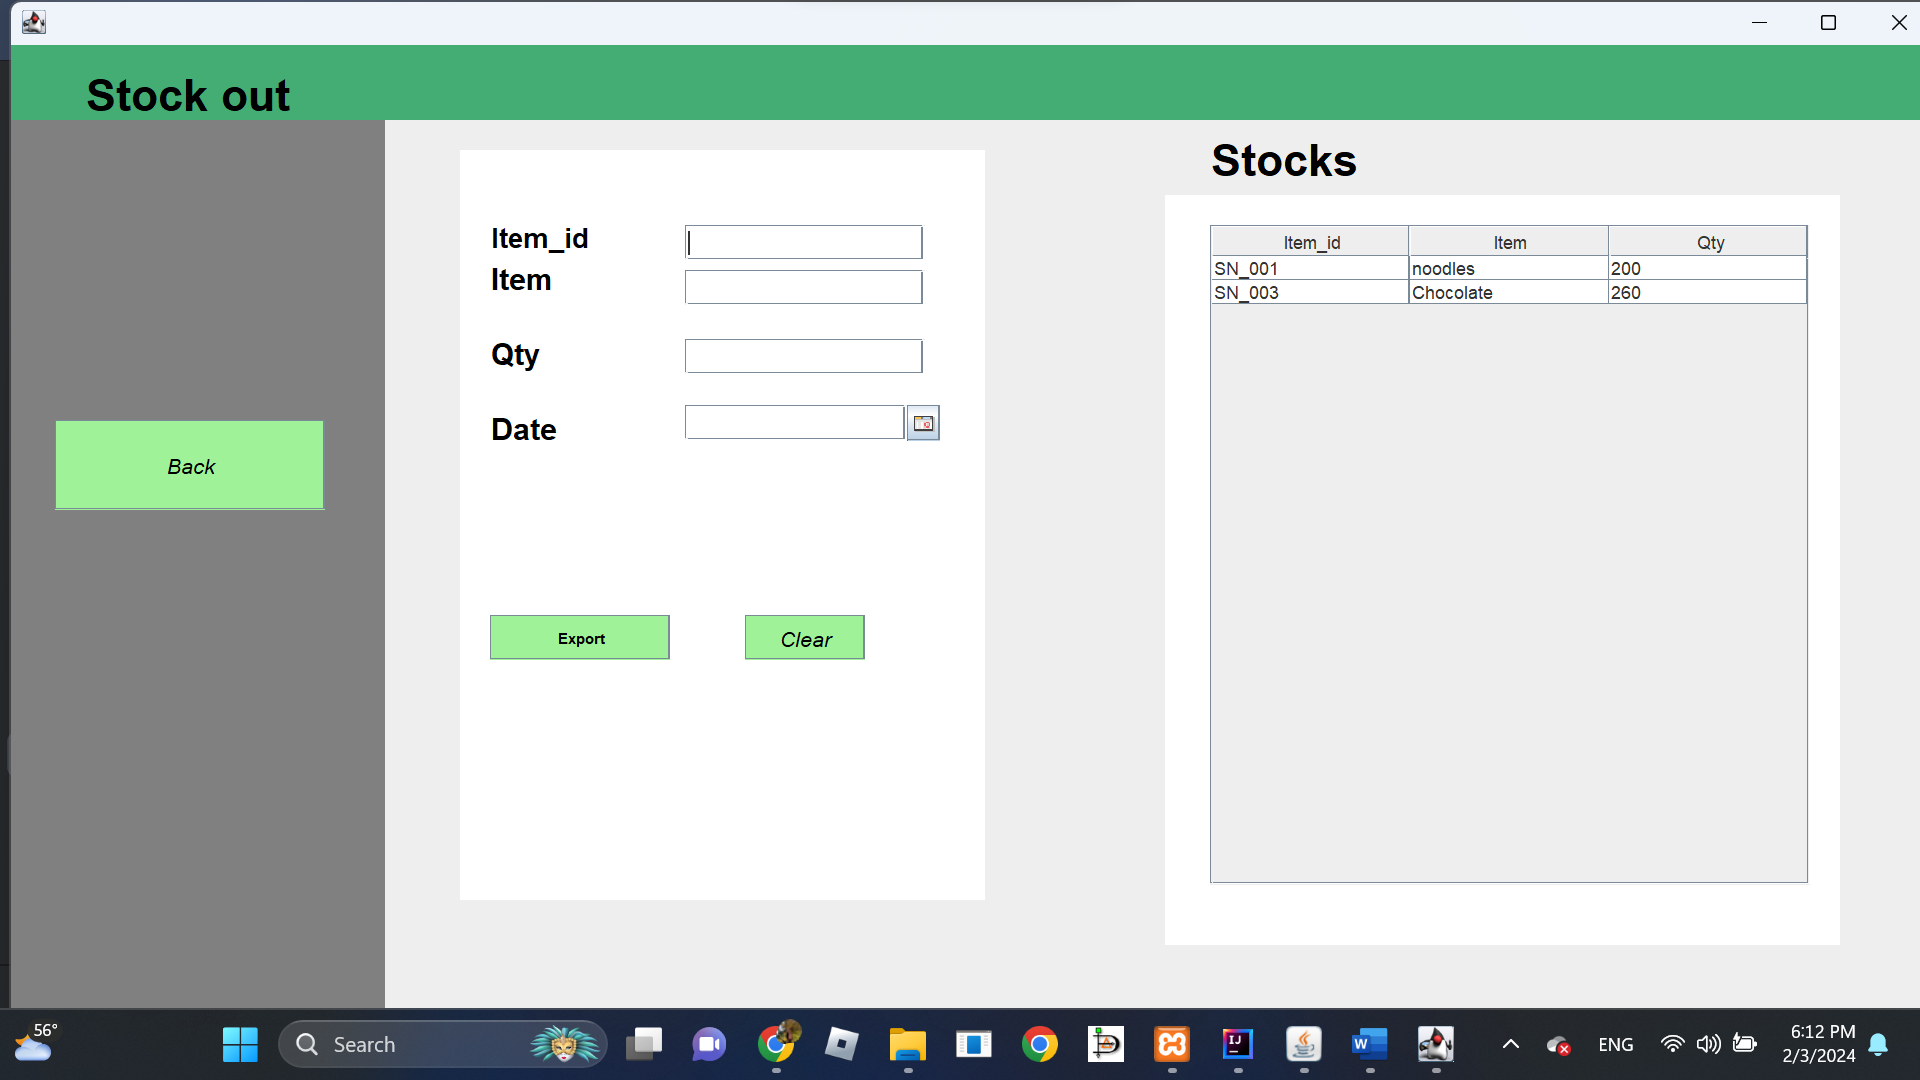 Stock out
Back
Item_id
Item
Qty
Date
Export
Clear
Stocks
Item_id Item Qty
SN_001 noodles 200
SN_003 Chocolate 260
56°
Search
IJ
W
ENG
6:12 PM
2/3/2024